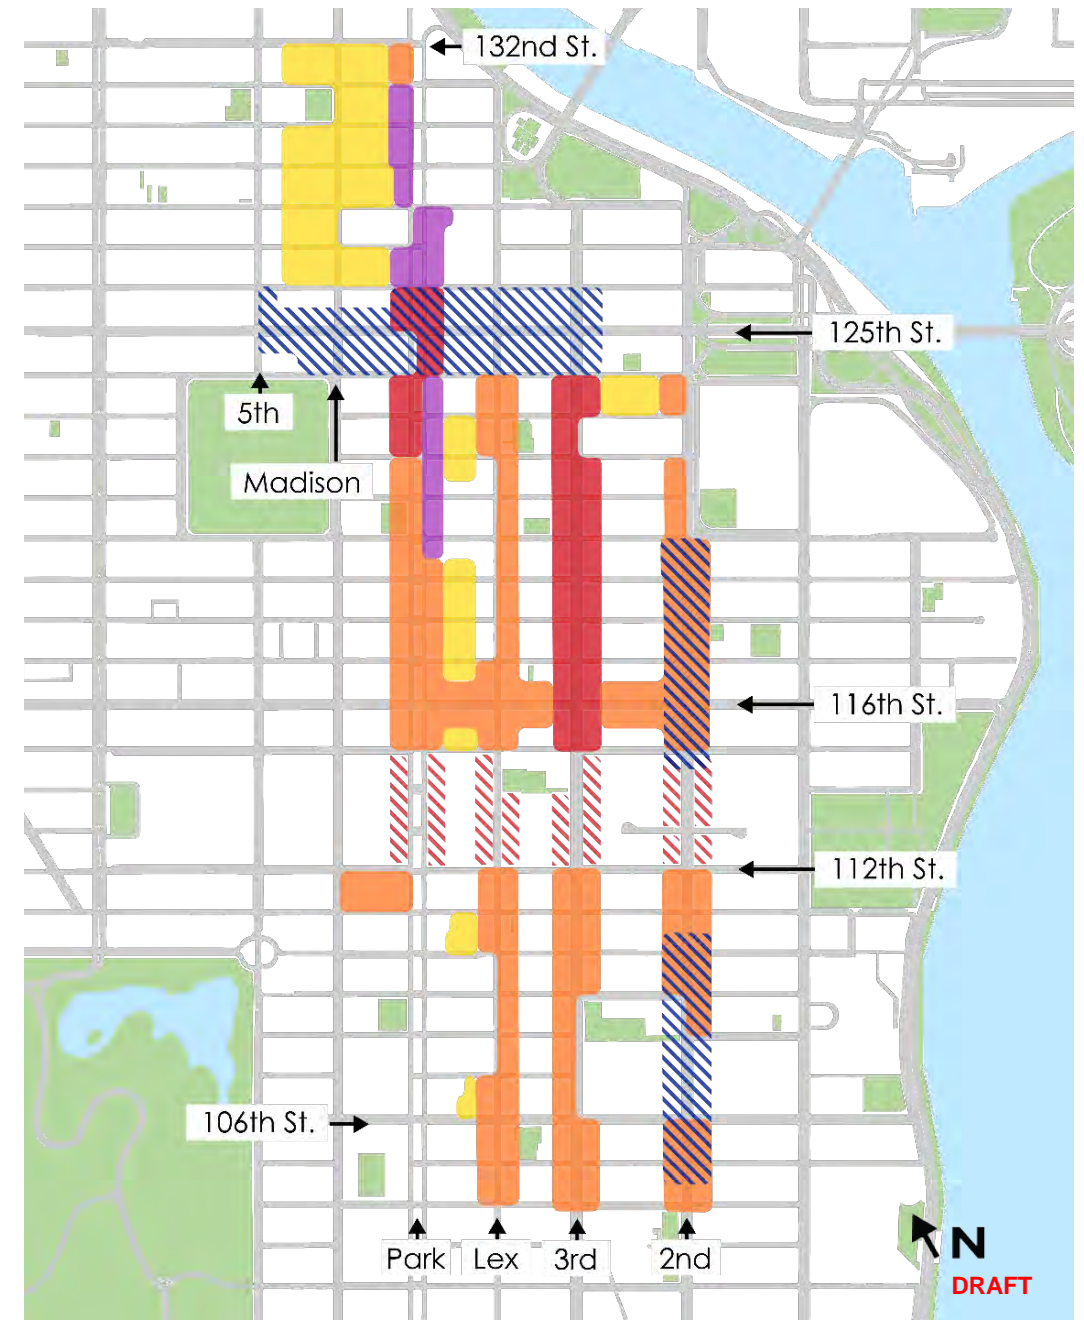 132nd St.
125th St.
5th
Madison
116th St.
112th St.
106th St.
Park
Lex
3rd
2nd
N
DRAFT